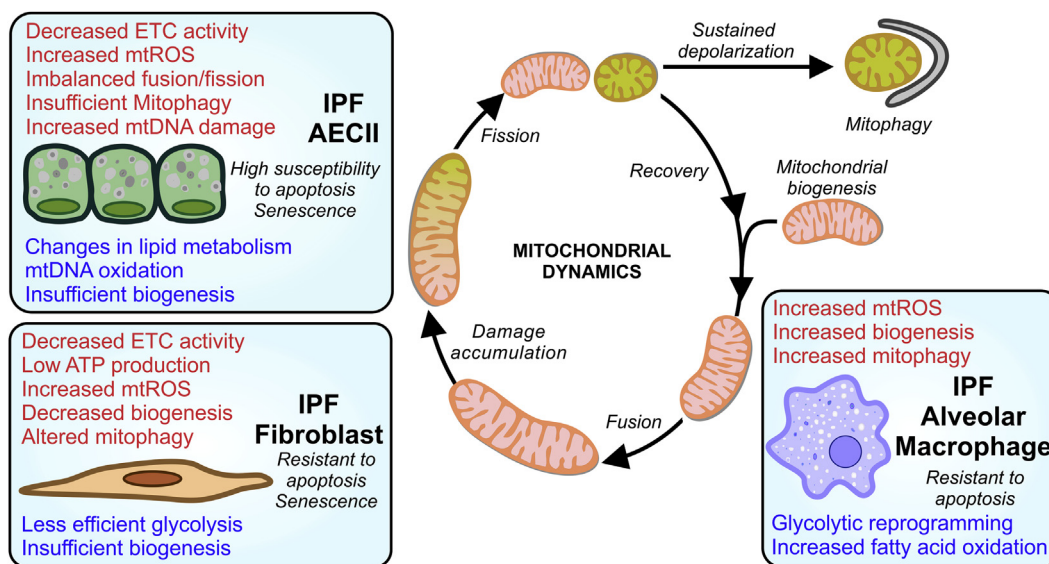 Decreased ETC activity
Increased mtROS
Imbalanced fusion/fission
Insufficient Mitophagy
Increased mtDNA damage
IPF
AECII
High susceptibility
to apoptosis
Senescence
Changes in lipid metabolism
mtDNA oxidation
Insufficient biogenesis
Decreased ETC activity
Low ATP production
Increased mtROS
Decreased biogenesis
Altered mitophagy
IPF
Fibroblast
Resistant to
apoptosis
Senescence
Less efficient glycolysis
Insufficient biogenesis
Fission
Sustained
depolarization
Mitophagy
Recovery
Mitochondrial
biogenesis
MITOCHONDRIAL
DYNAMICS
Damage
accumulation
Fusion
Increased mtROS
Increased biogenesis
Increased mitophagy
IPF
Alveolar
Macrophage
Resistant to
apoptosis
Glycolytic reprogramming
Increased fatty acid oxidation